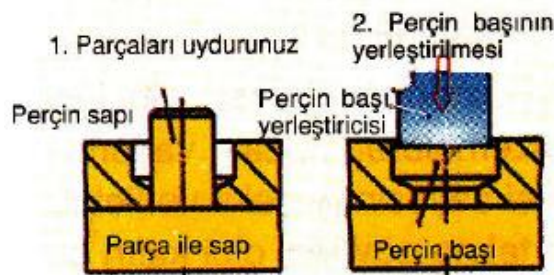 1. Parçaları uydurunuz
Perçin sapı
Parça ile sap
2. Perçin başının
yerleştirilmesi
Perçin başı
yerleştiricisi
Perçin başı